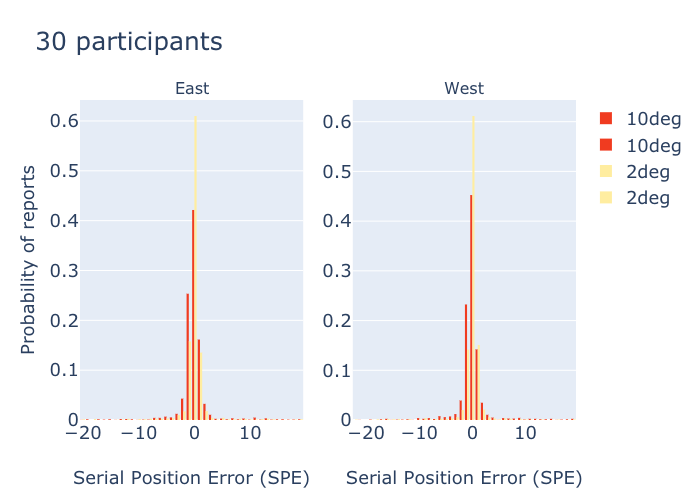 30 participants
East
West
10deg
10deg
2deg
2deg
Probability of reports
0.6
0.5
0.4
0.3
0.2
0.1
0
−20 −10 0 10
0.6
0.5
0.4
0.3
0.2
0.1
0
−20 −10 0 10
Serial Position Error (SPE)
Serial Position Error (SPE)